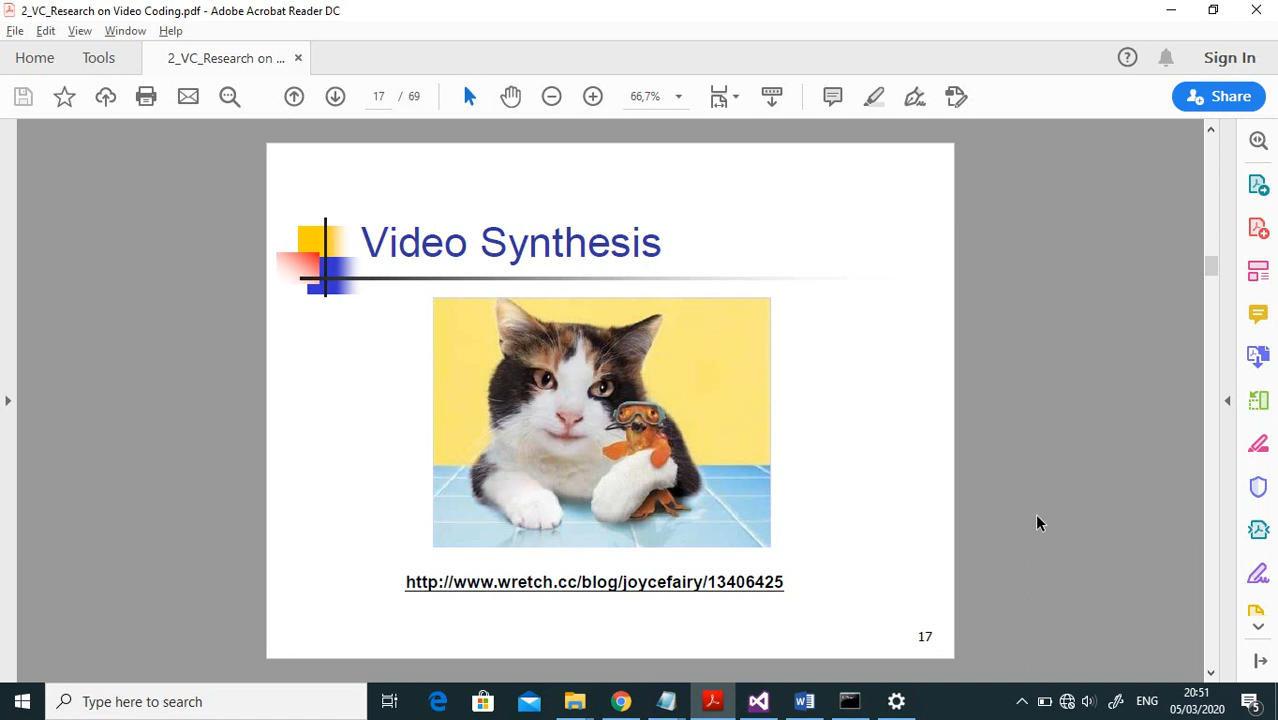 2_VC_Research on Video Coding.pdf - Adobe Acrobat Reader DC
File Edit View Window Help
Home Tools 2_VC_Research on ... Sign In
17 / 69 66,7% Share
Video Synthesis
http://www.wretch.cc/blog/joycefairy/13406425
17
Type here to search
ENG
20:51
05/03/2020
5